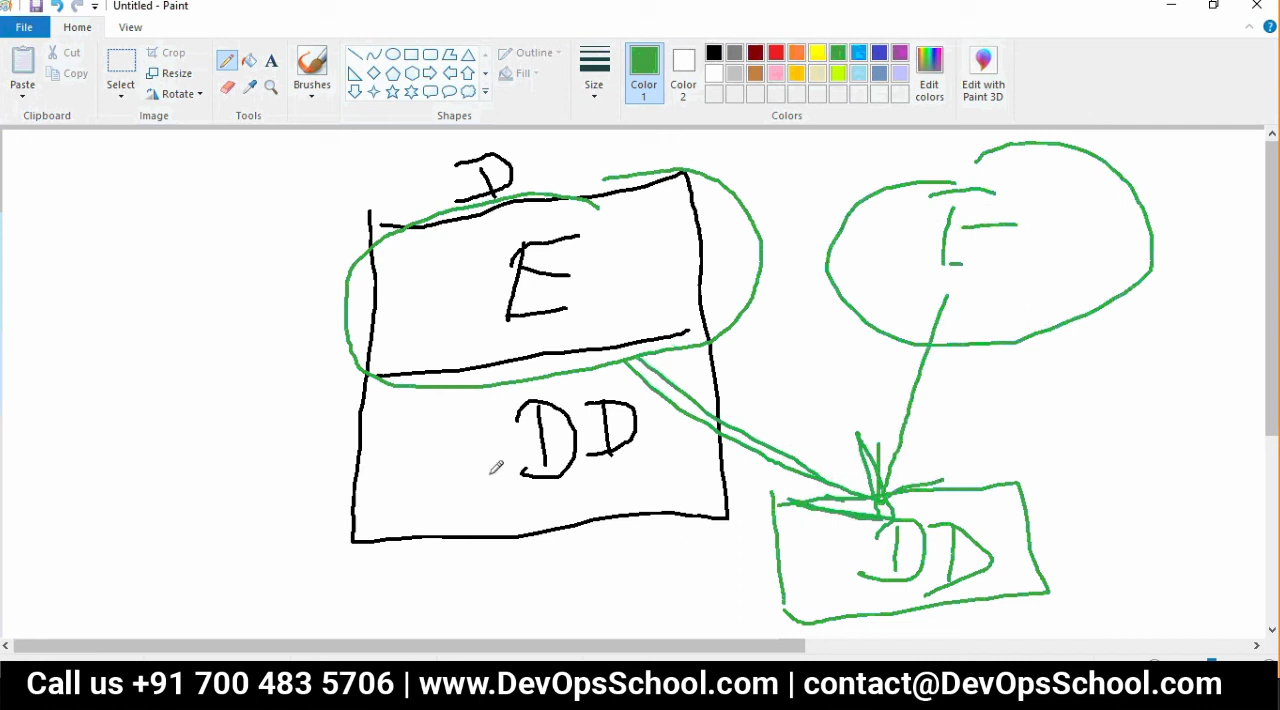 Untitled - Paint
File Home View
Paste
Cut
Copy
Clipboard
Select
Crop
Resize
Rotate
Image
A
Tools
Brushes
Outline
Fill
Shapes
Size
Color 1
Color 2
Edit colors
Colors
Edit with Paint 3D
D
E
E
DD
DD
Call us +91 700 483 5706 | www.DevOpsSchool.com | contact@DevOpsSchool.com